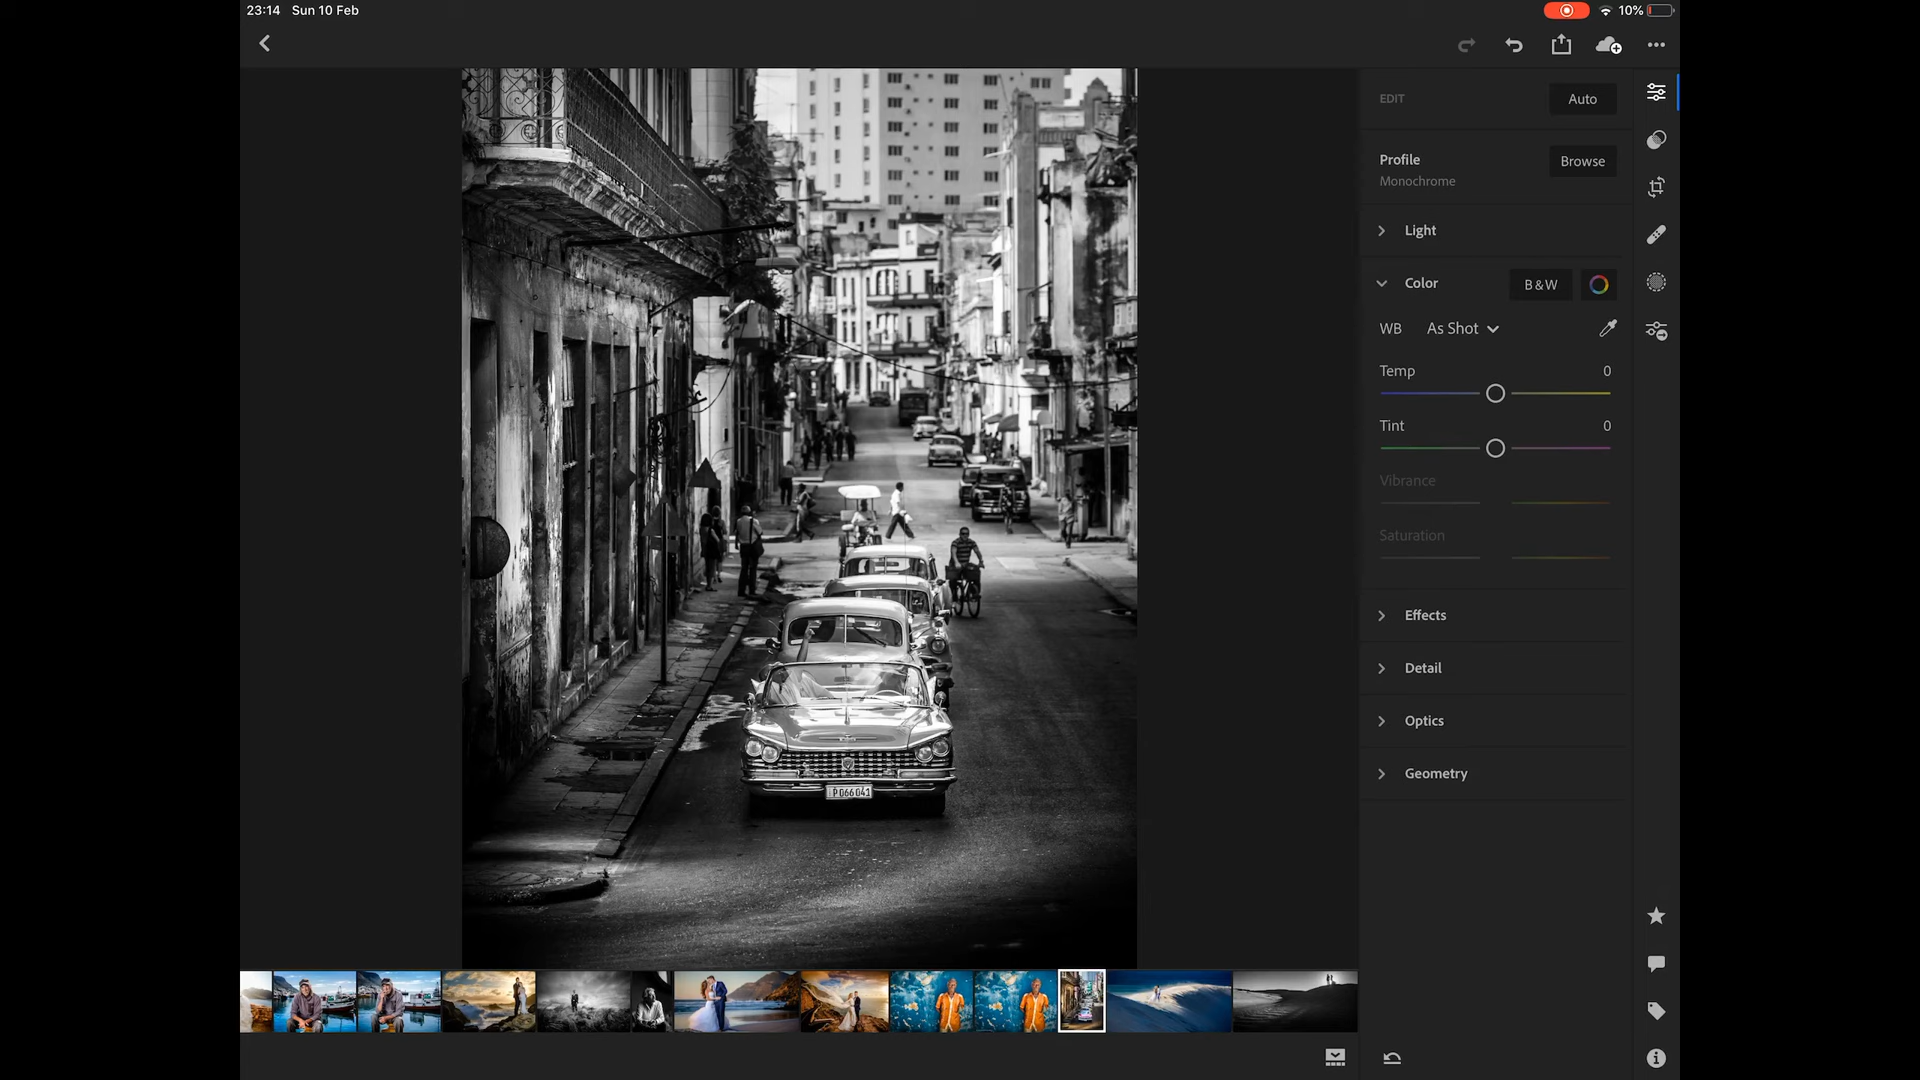 23:14 Sun 10 Feb
10%
EDIT
Auto
Profile
Monochrome
Browse
Light
Color
B&W
WB As Shot
Temp 0
Tint 0
Vibrance
Saturation
Effects
Detail
Optics
Geometry
P066041